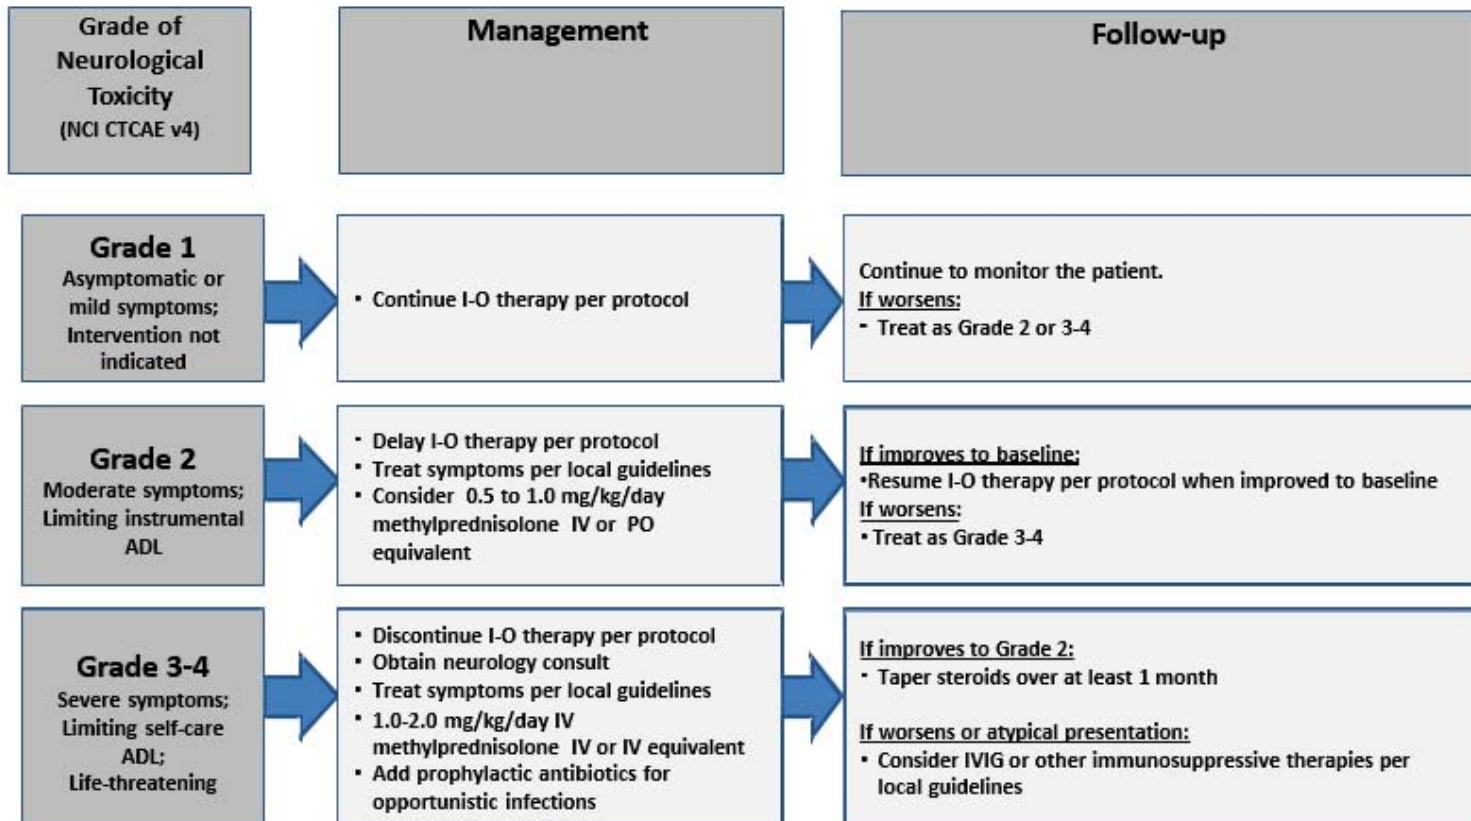 Grade of
Neurological
Toxicity
(NCI CTCAE v4)
Management
Follow-up
Grade 1
Asymptomatic or
mild symptoms;
Intervention not
indicated
• Continue I-O therapy per protocol
Continue to monitor the patient.
If worsens:
- Treat as Grade 2 or 3-4
Grade 2
Moderate symptoms;
Limiting instrumental
ADL
• Delay I-O therapy per protocol
• Treat symptoms per local guidelines
• Consider 0.5 to 1.0 mg/kg/day
methylprednisolone IV or PO
equivalent
If improves to baseline:
•Resume I-O therapy per protocol when improved to baseline
If worsens:
• Treat as Grade 3-4
Grade 3-4
Severe symptoms;
Limiting self-care
ADL;
Life-threatening
• Discontinue I-O therapy per protocol
• Obtain neurology consult
• Treat symptoms per local guidelines
• 1.0-2.0 mg/kg/day IV
methylprednisolone IV or IV equivalent
• Add prophylactic antibiotics for
opportunistic infections
If improves to Grade 2:
• Taper steroids over at least 1 month
If worsens or atypical presentation:
• Consider IVIG or other immunosuppressive therapies per
local guidelines